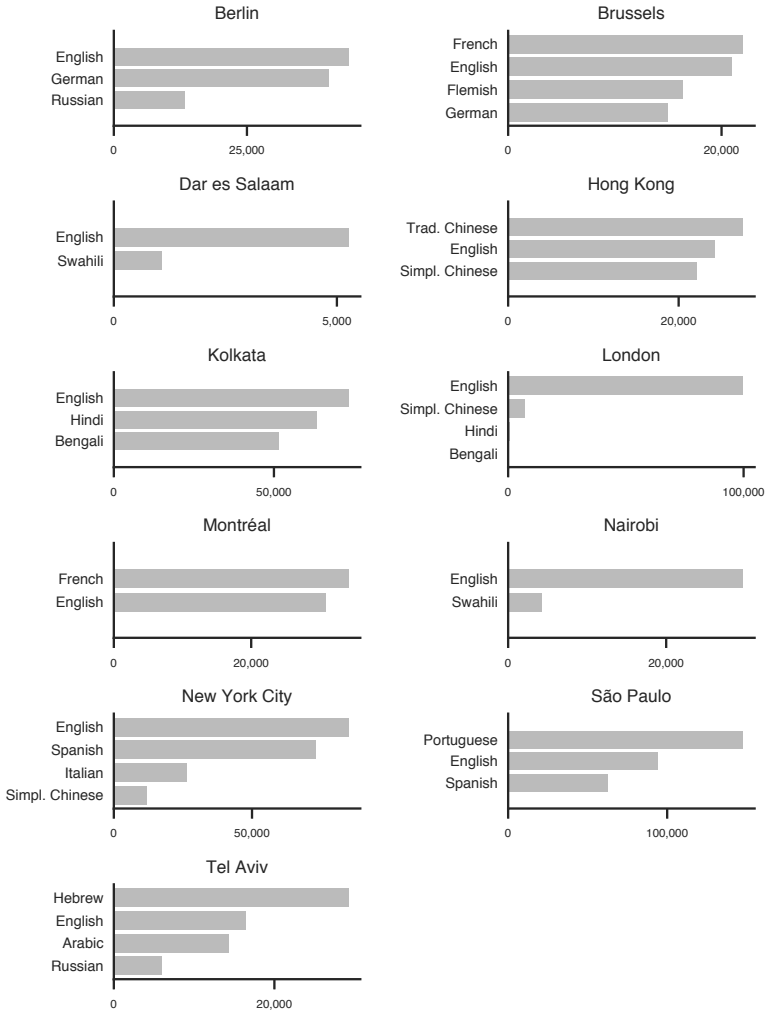 Berlin
English
German
Russian
0 25,000
Brussels
French
English
Flemish
German
0 20,000
Dar es Salaam
English
Swahili
0 5,000
Hong Kong
Trad. Chinese
English
Simpl. Chinese
0 20,000
Kolkata
English
Hindi
Bengali
0 50,000
London
English
Simpl. Chinese
Hindi
Bengali
0 100,000
Montréal
French
English
0 20,000
Nairobi
English
Swahili
0 20,000
New York City
English
Spanish
Italian
Simpl. Chinese
0 50,000
São Paulo
Portuguese
English
Spanish
0 100,000
Tel Aviv
Hebrew
English
Arabic
Russian
0 20,000